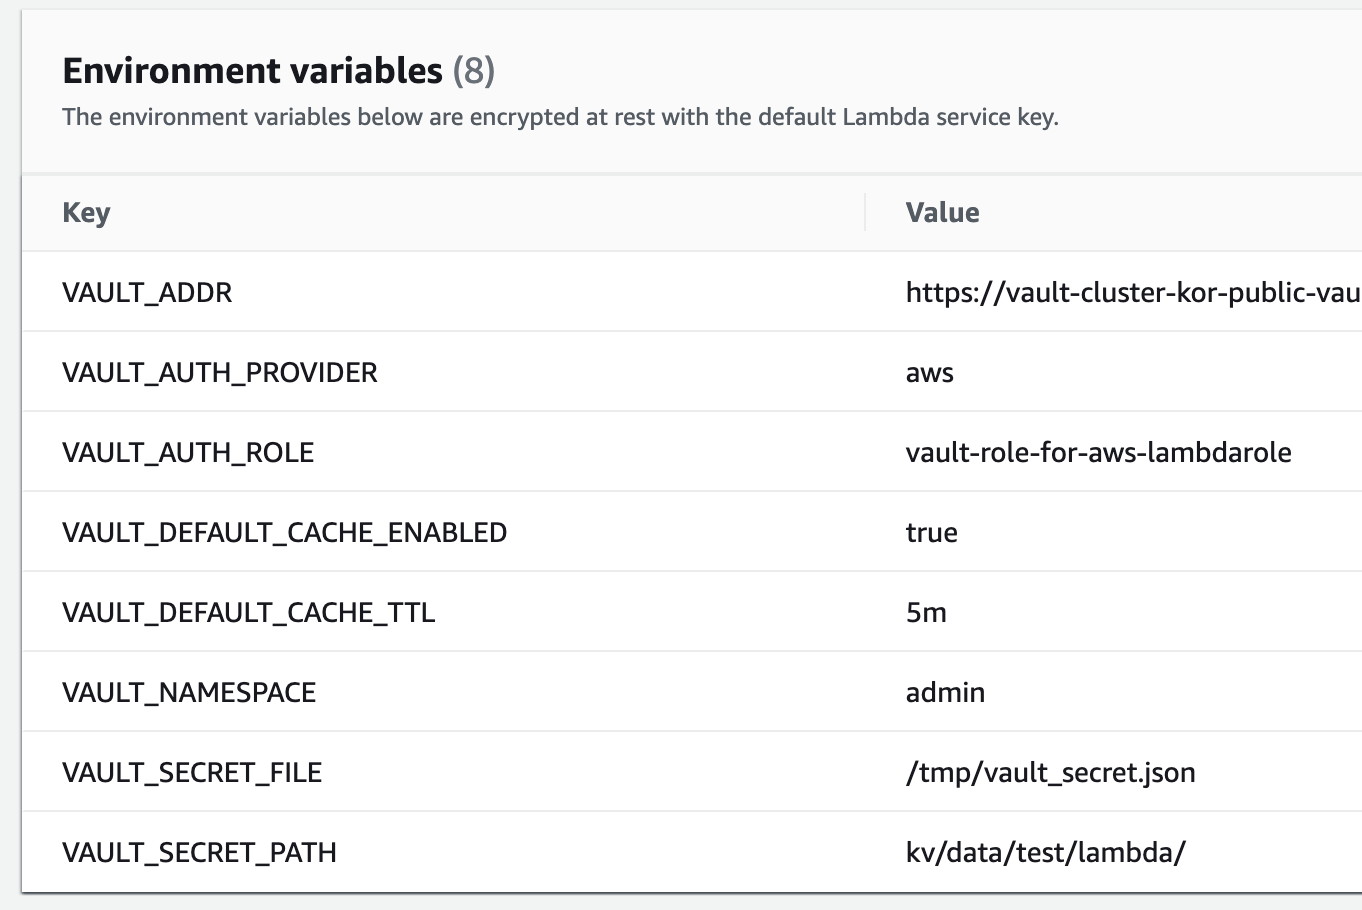 Environment variables (8)
The environment variables below are encrypted at rest with the default Lambda service key.
Key Value
VAULT_ADDR https://vault-cluster-kor-public-vau
VAULT_AUTH_PROVIDER aws
VAULT_AUTH_ROLE vault-role-for-aws-lambdarole
VAULT_DEFAULT_CACHE_ENABLED true
VAULT_DEFAULT_CACHE_TTL 5m
VAULT_NAMESPACE admin
VAULT_SECRET_FILE /tmp/vault_secret.json
VAULT_SECRET_PATH kv/data/test/lambda/